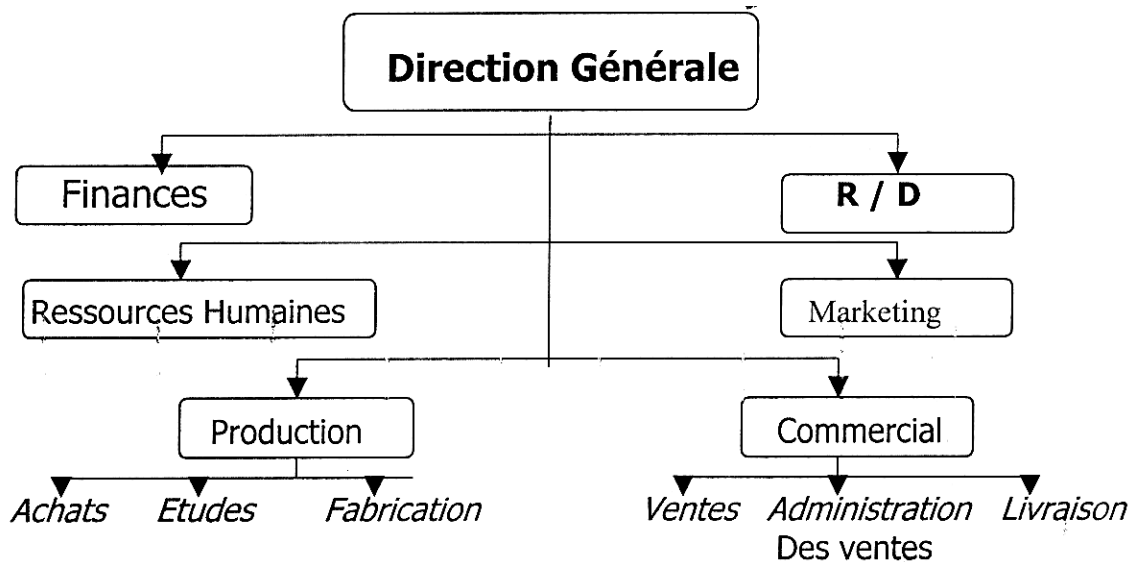 Direction Générale
Finances
R / D
Ressources Humaines
Marketing
Production
Commercial
Achats
Etudes
Fabrication
Ventes
Administration
Des ventes
Livraison